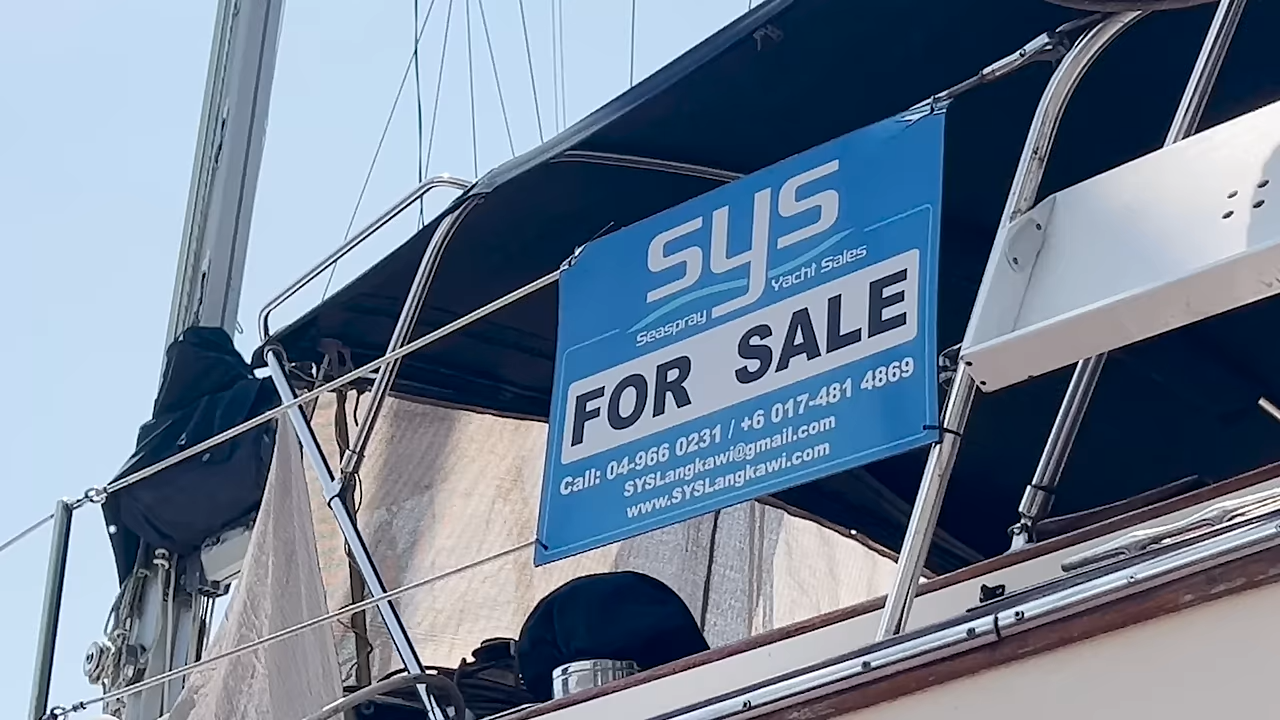 SYS
Seaspray Yacht Sales
FOR SALE
Call: 04-966 0231 / +6 017-481 4869
SYSLangkawi@gmail.com
www.SYSLangkawi.com